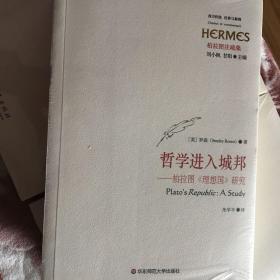 西方传统 经典与解释
Classici et commentarii
HERMES
柏拉图注疏集
刘小枫 甘阳●主编
[美] 罗森(Stanley Rosen) 著
哲学进入城邦
——柏拉图《理想国》研究
Plato's Republic: A Study
朱学平 译
华东师范大学出版社